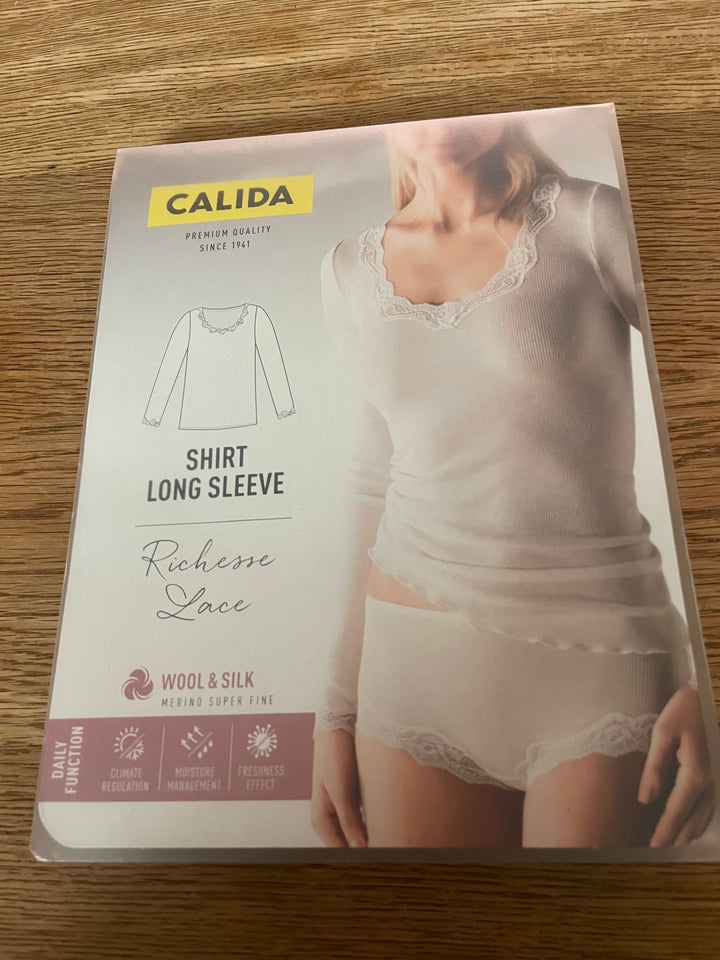 CALIDA
PREMIUM QUALITY
SINCE 1941
SHIRT
LONG SLEEVE
Richesse
Lace
WOOL & SILK
MERINO SUPER FINE
DAILY
FUNCTION
CLIMATE
REGULATION
MOISTURE
MANAGEMENT
FRESHNESS
EFFECT